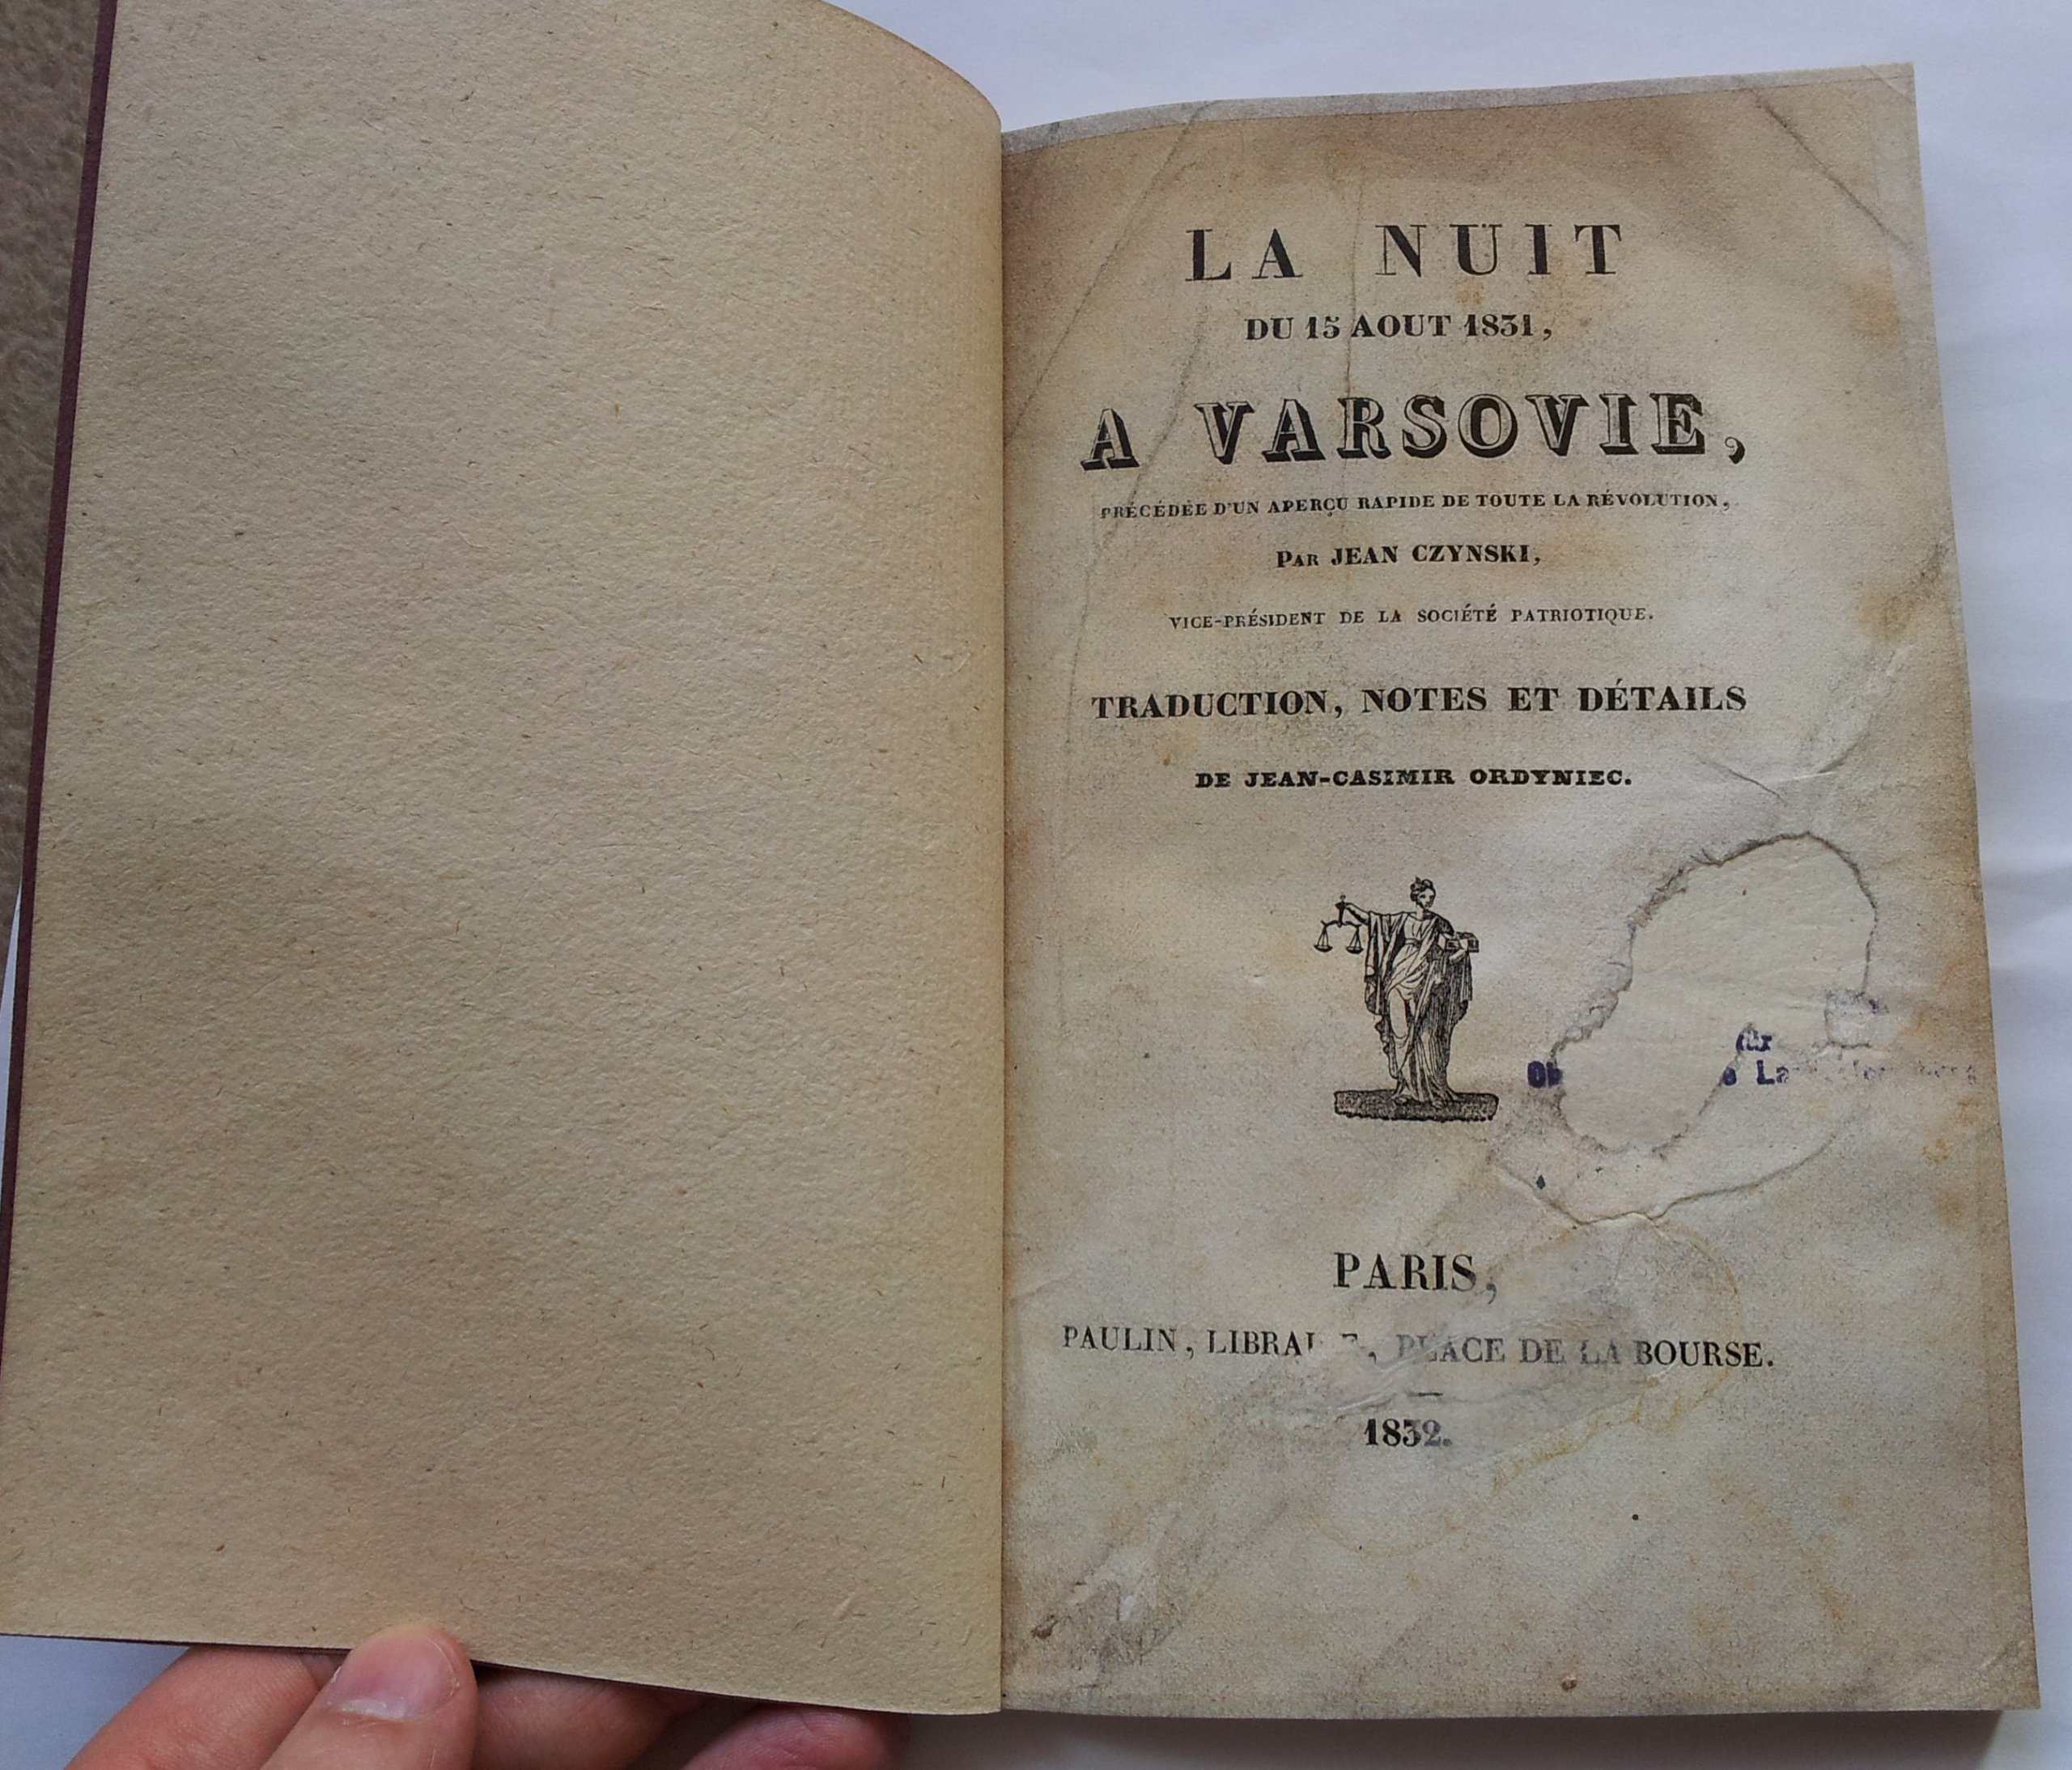 LA NUIT
DU 15 AOUT 1831,
A VARSOVIE,
PRÉCÉDÉE D'UN APERÇU RAPIDE DE TOUTE LA RÉVOLUTION,
PAR JEAN CZYNSKI,
VICE-PRÉSIDENT DE LA SOCIÉTÉ PATRIOTIQUE.
TRADUCTION, NOTES ET DÉTAILS
DE JEAN-CASIMIR ORDYNIEC.
PARIS,
PAULIN, LIBRAI E, PLACE DE LA BOURSE.
1832.